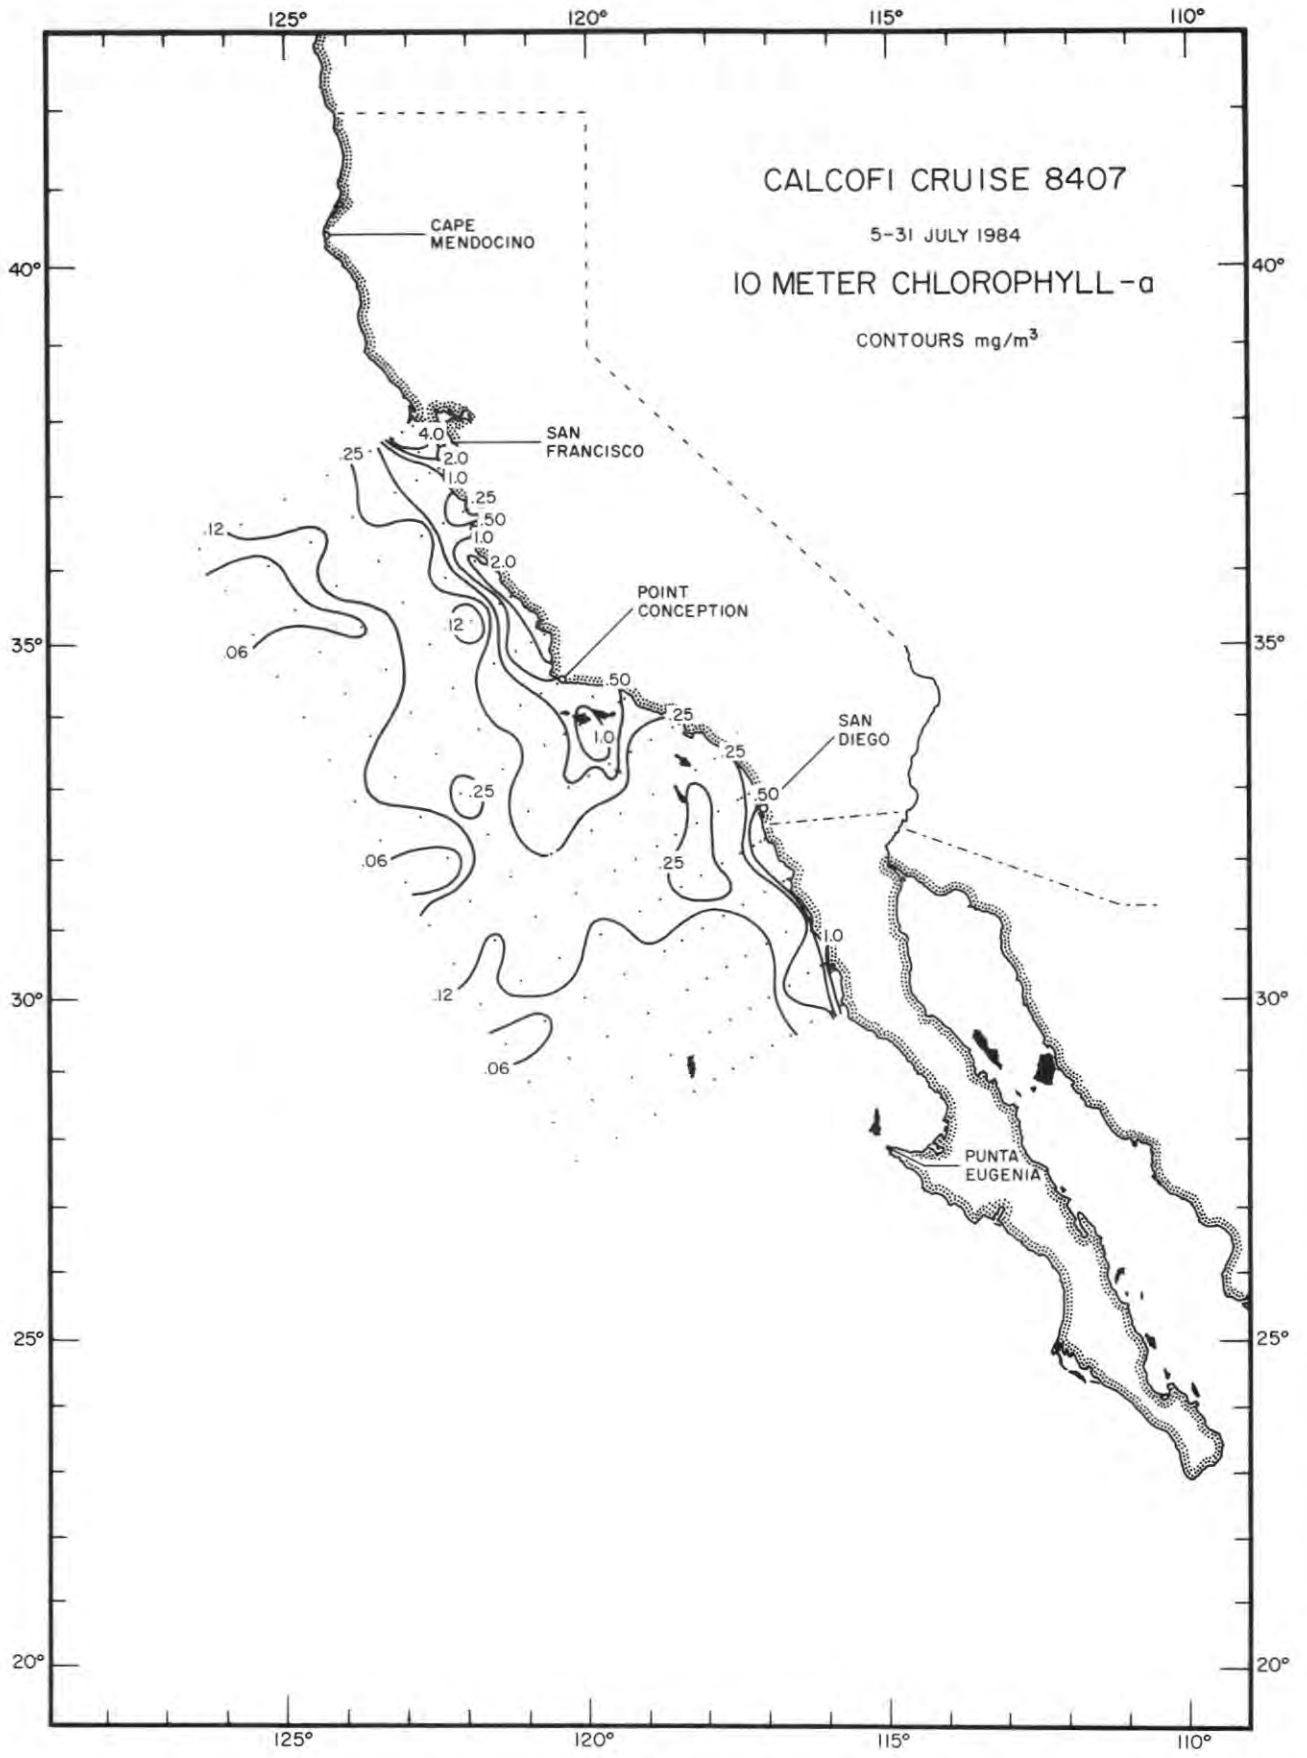 125° 120° 115° 110°
CALCOFI CRUISE 8407
5-31 JULY 1984
10 METER CHLOROPHYLL-a
CONTOURS mg/m³
CAPE
MENDOCINO
40° 40°
4.0
SAN
FRANCISCO
.25
2.0
1.0
.25
.50
.12
1.0
2.0
POINT
CONCEPTION
.12
35° 35°
.06
.50
.25
SAN
DIEGO
1.0
.25
.25
.50
.06
.25
1.0
.12
30° 30°
.06
PUNTA
EUGENIA
25° 25°
20° 20°
125° 120° 115° 110°